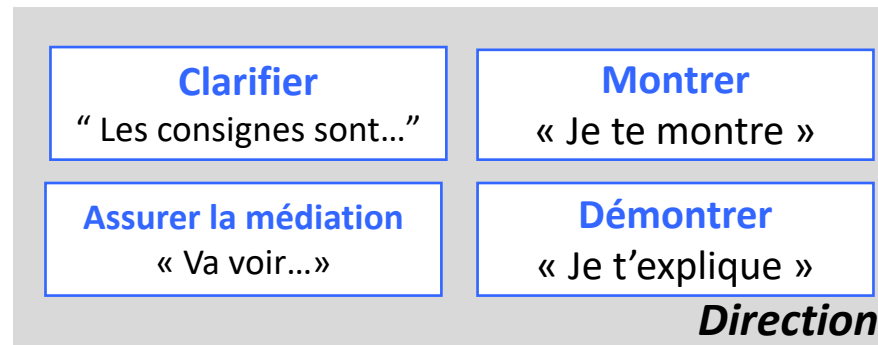 Clarifier
“ Les consignes sont…”
Montrer
« Je te montre »
Assurer la médiation
« Va voir…»
Démontrer
« Je t’explique »
Direction